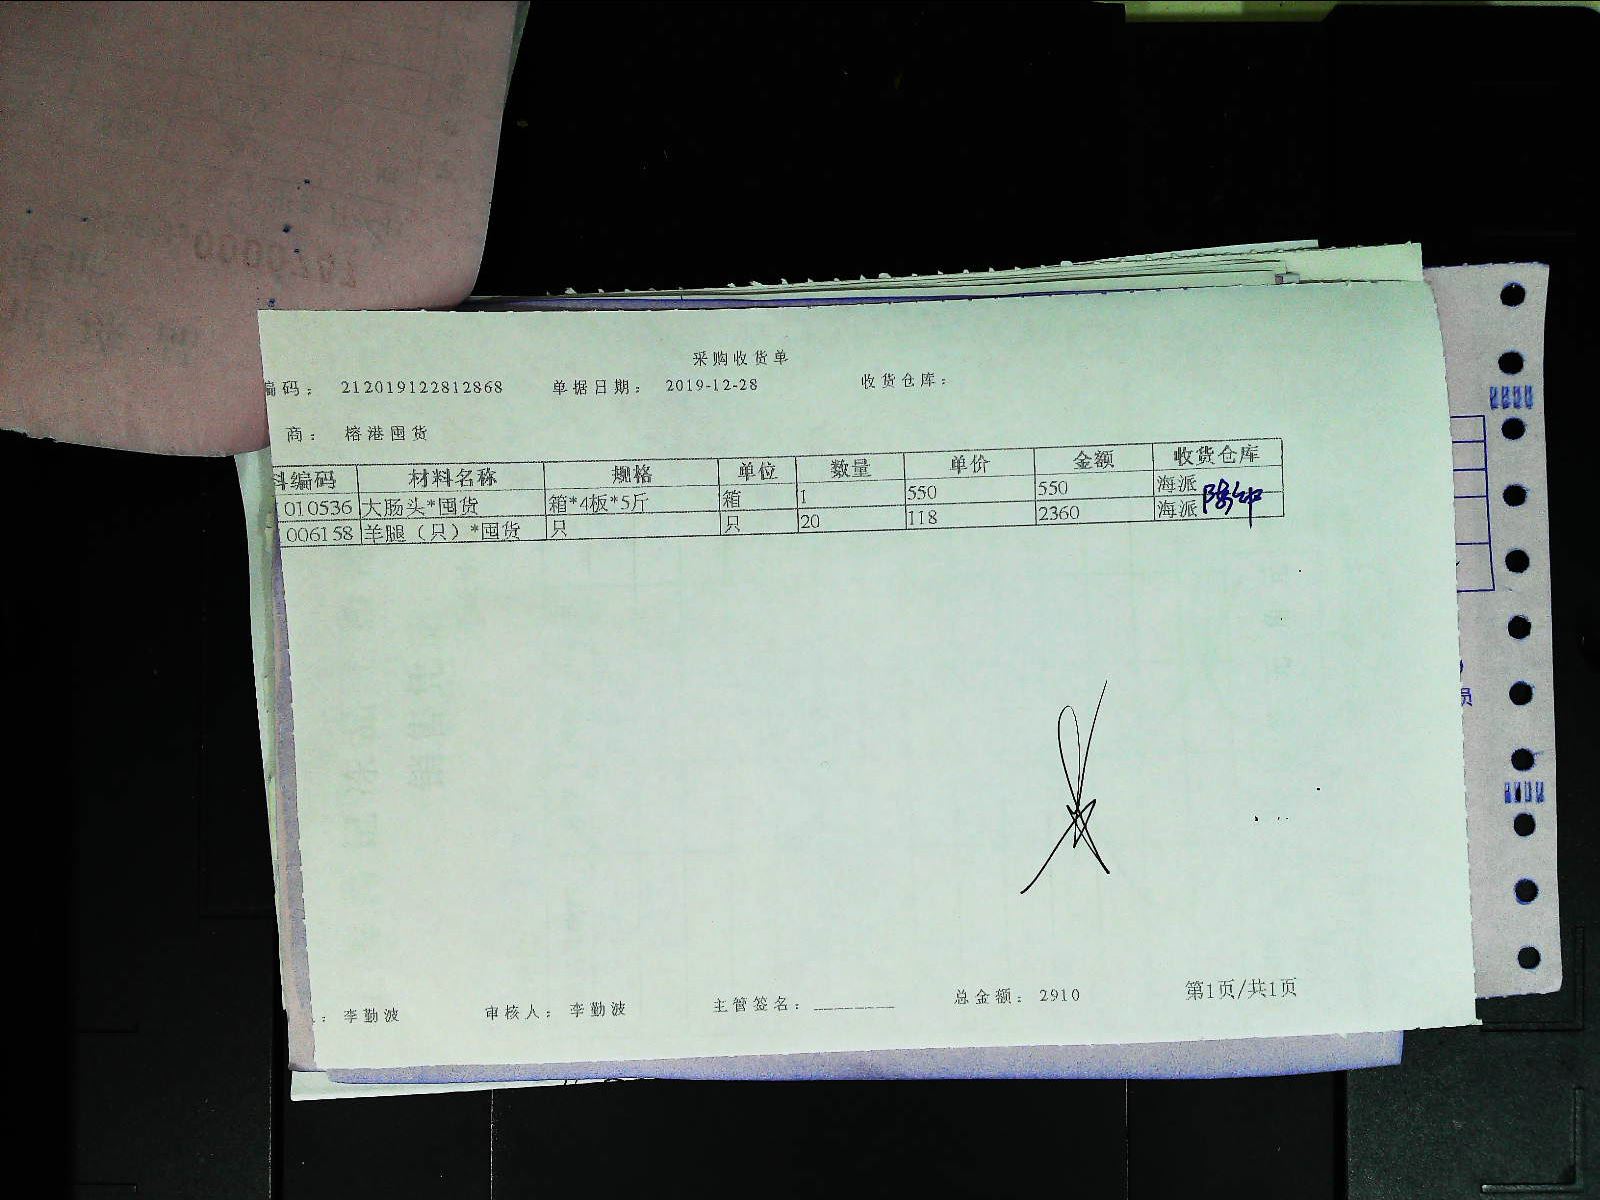 采购收货单
编码： 212019122812868 单据日期： 2019-12-28 收货仓库：
商： 榕港囤货
料编码 材料名称 规格 单位 数量 单价 金额 收货仓库
010536 大肠头*囤货 箱*4板*5斤 箱 1 550 550 海派
006158 羊腿（只）*囤货 只 只 20 118 2360 海派
：李勤波 审核人： 李勤波 主管签名： ________ 总金额： 2910 第1页/共1页